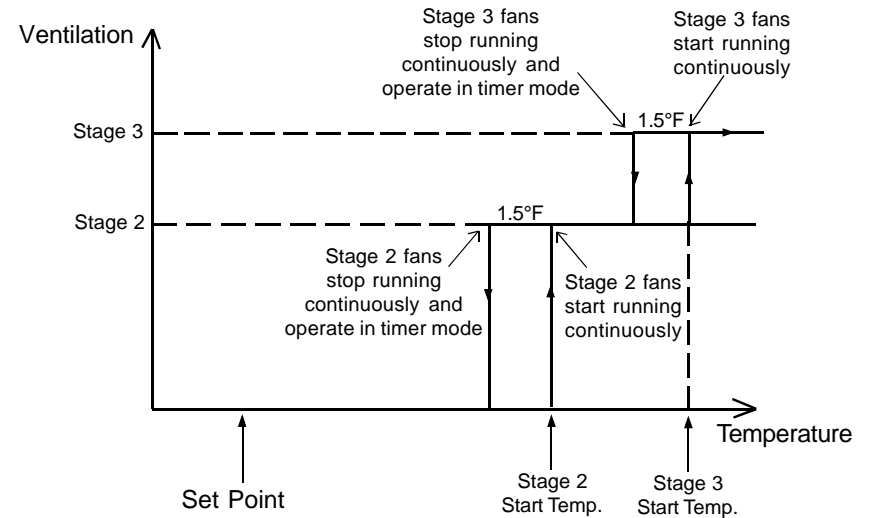 Ventilation
Stage 3 fans
stop running
continuously and
operate in timer mode
Stage 3 fans
start running
continuously
1.5°F
Stage 3
1.5°F
Stage 2
Stage 2 fans
stop running
continuously and
operate in timer mode
Stage 2 fans
start running
continuously
Temperature
Set Point
Stage 2
Start Temp.
Stage 3
Start Temp.